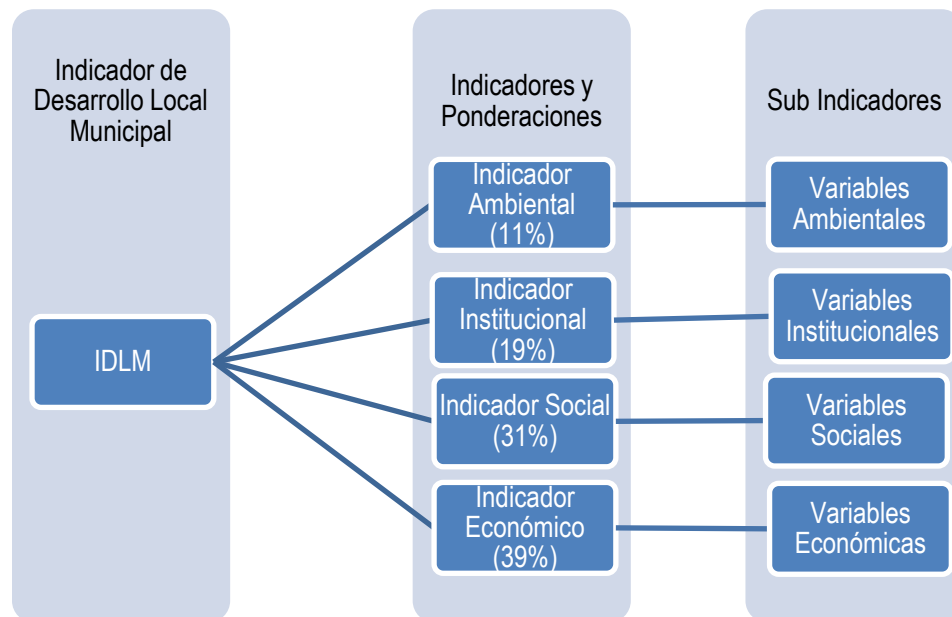 Indicador de
Desarrollo Local
Municipal
IDLM
Indicadores y
Ponderaciones
Indicador
Ambiental
(11%)
Indicador
Institucional
(19%)
Indicador Social
(31%)
Indicador
Económico
(39%)
Sub Indicadores
Variables
Ambientales
Variables
Institucionales
Variables
Sociales
Variables
Económicas